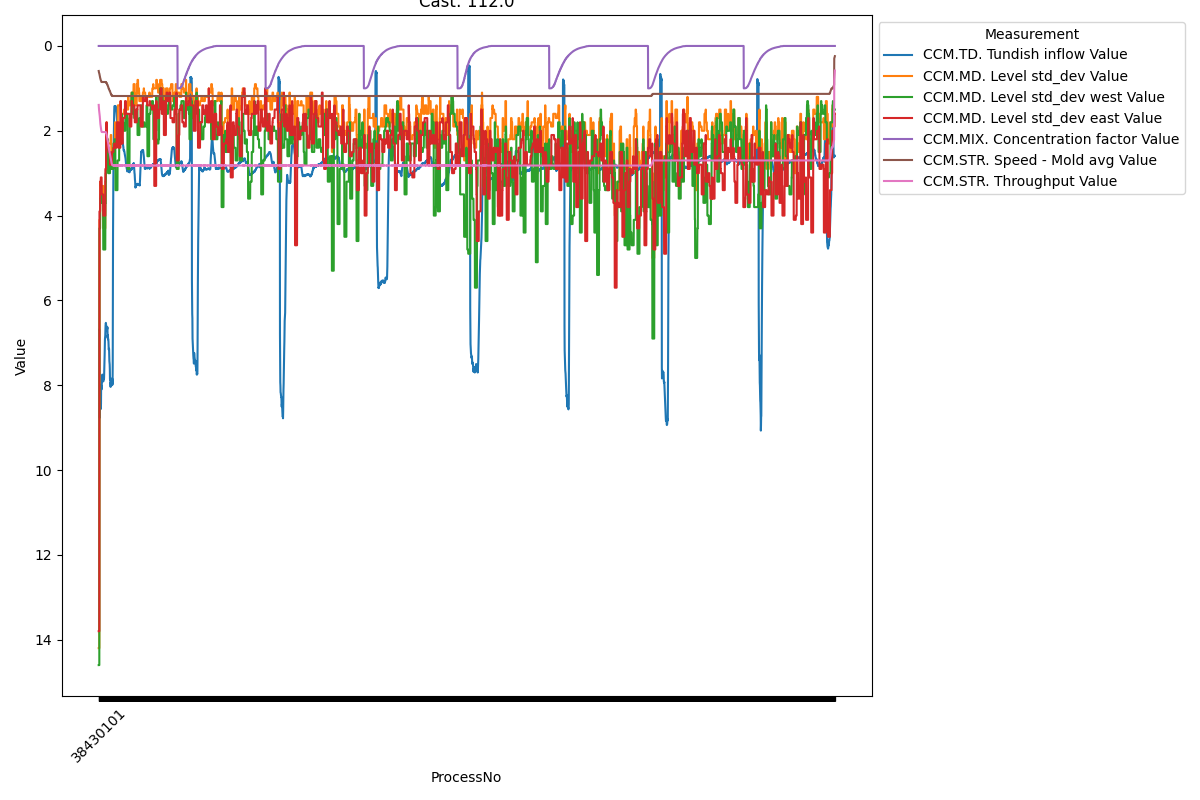 Cast: 112.0
0
2
4
6
8
10
12
14
Value
38430101
ProcessNo
Measurement
CCM.TD. Tundish inflow Value
CCM.MD. Level std_dev Value
CCM.MD. Level std_dev west Value
CCM.MD. Level std_dev east Value
CCM.MIX. Concentration factor Value
CCM.STR. Speed - Mold avg Value
CCM.STR. Throughput Value